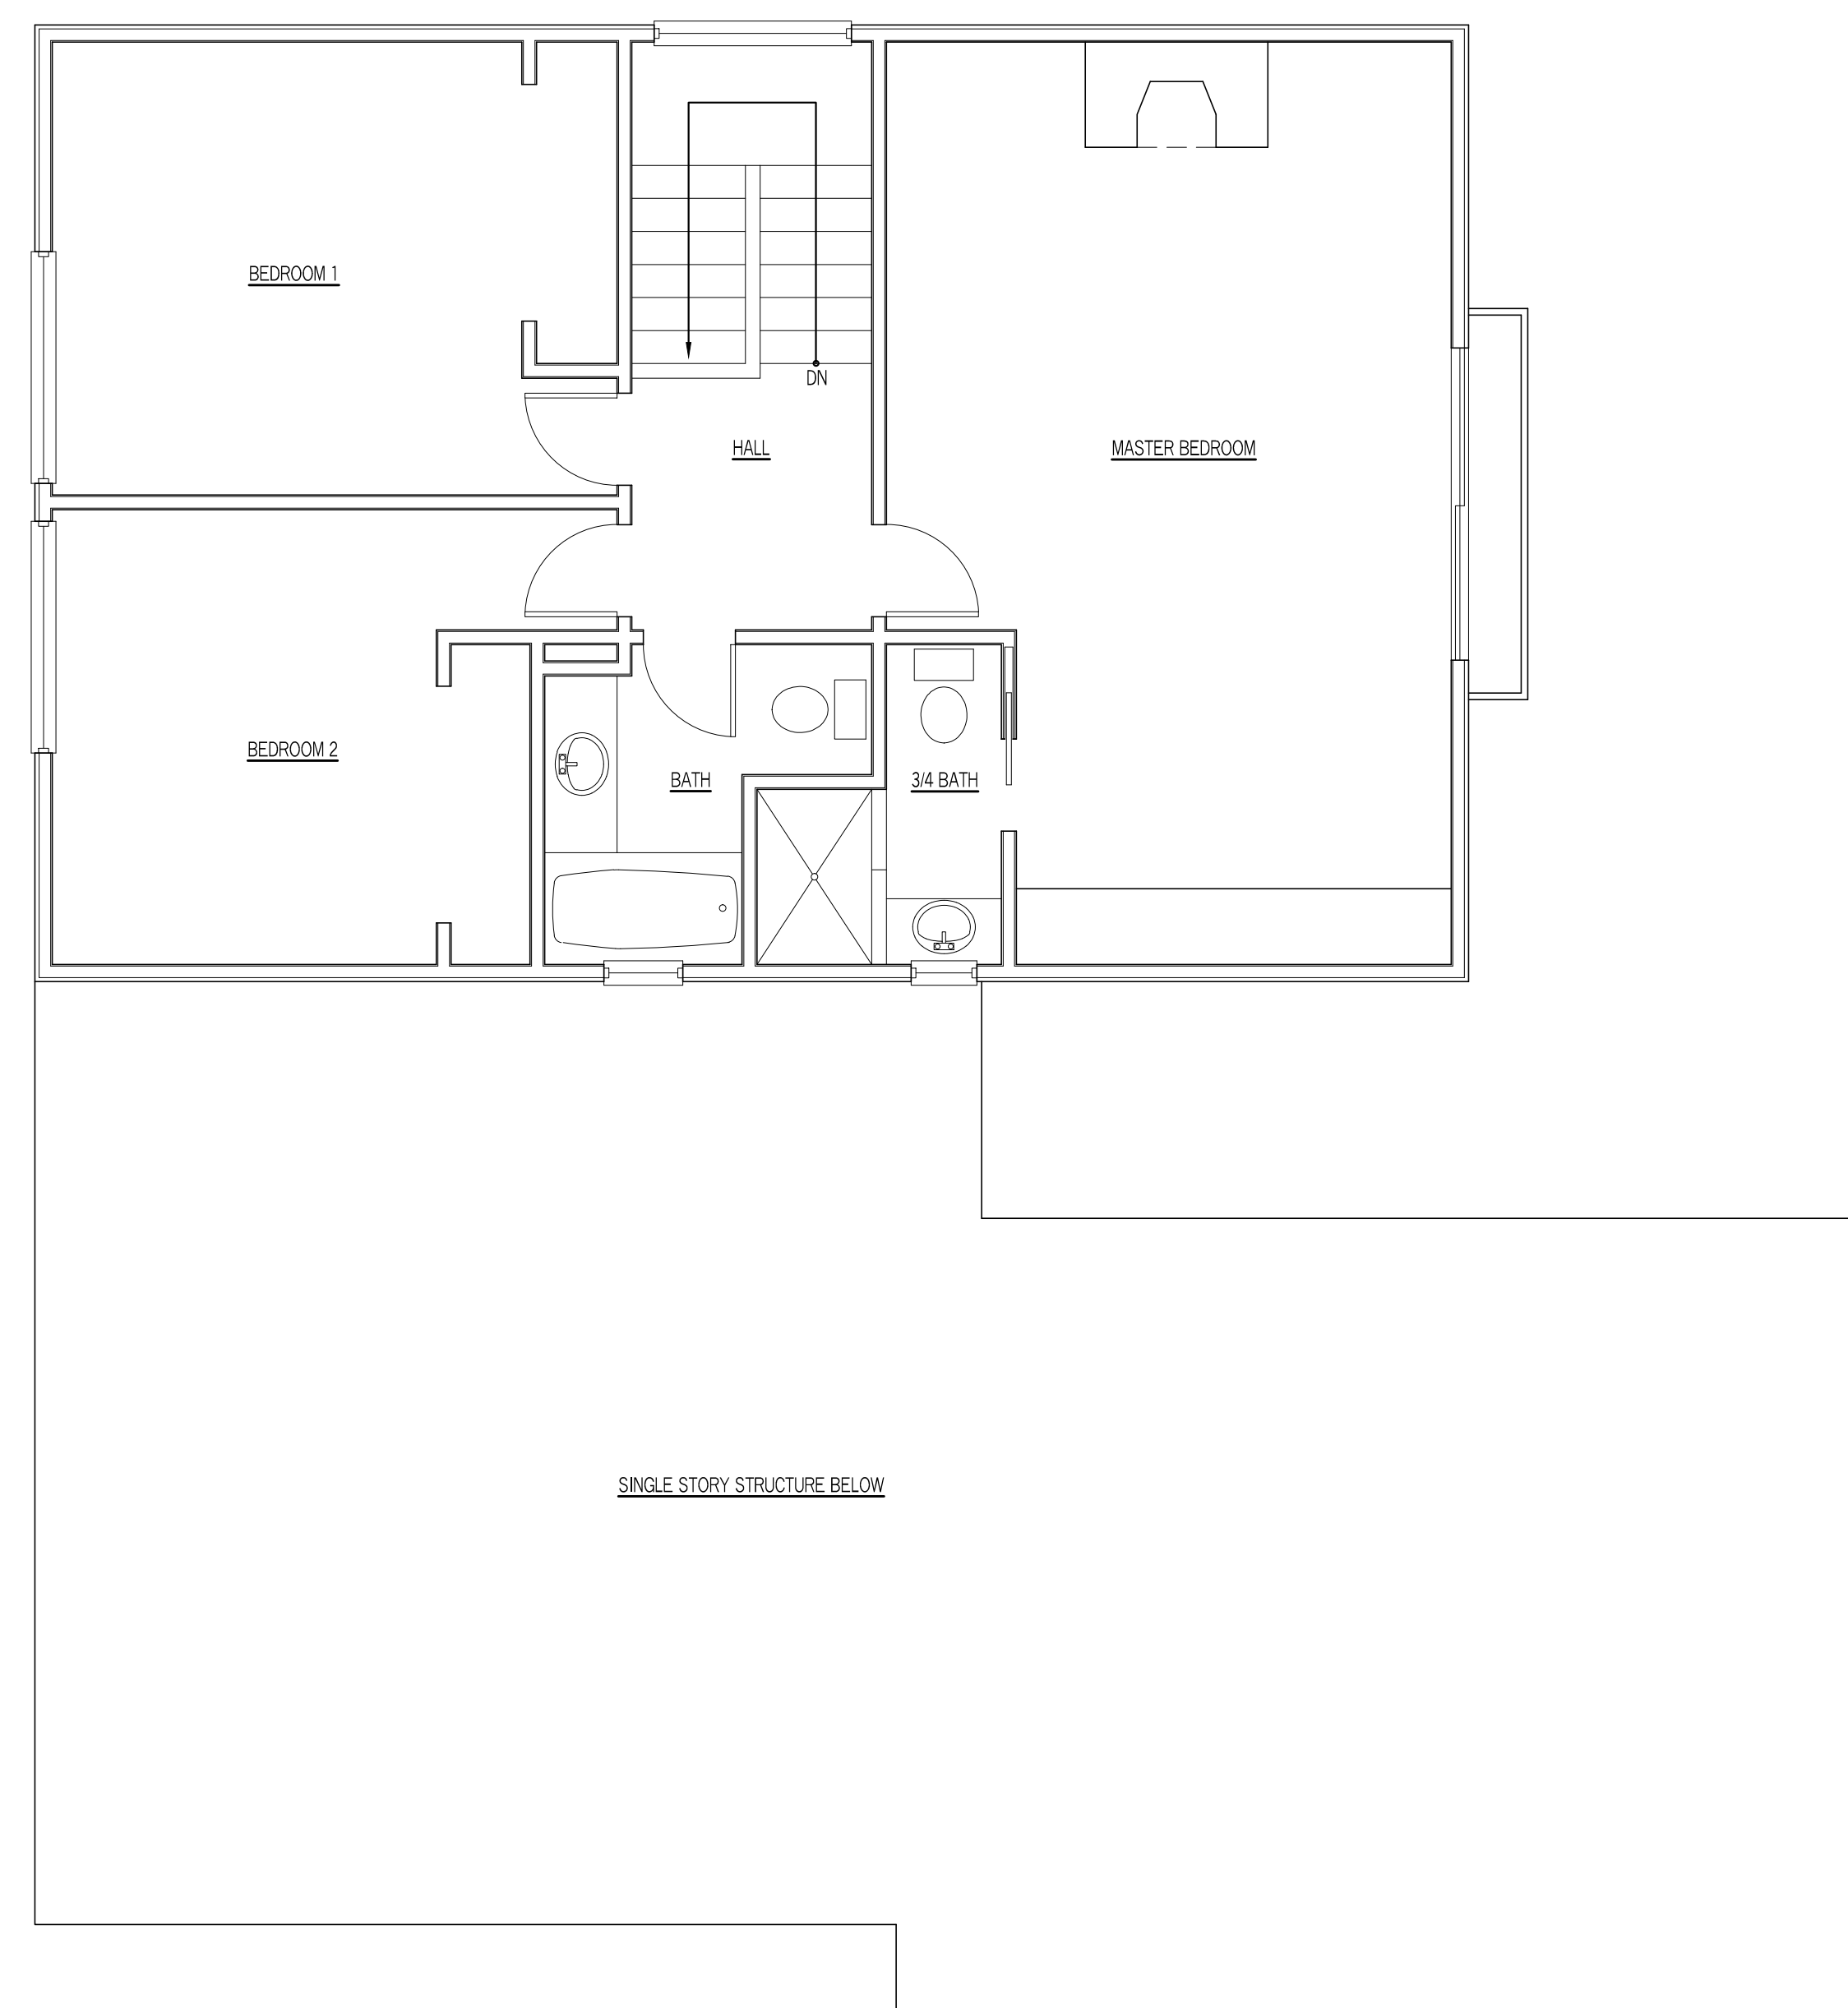 BEDROOM 1
DN
HALL
MASTER BEDROOM
BEDROOM 2
BATH
3/4 BATH
SINGLE STORY STRUCTURE BELOW